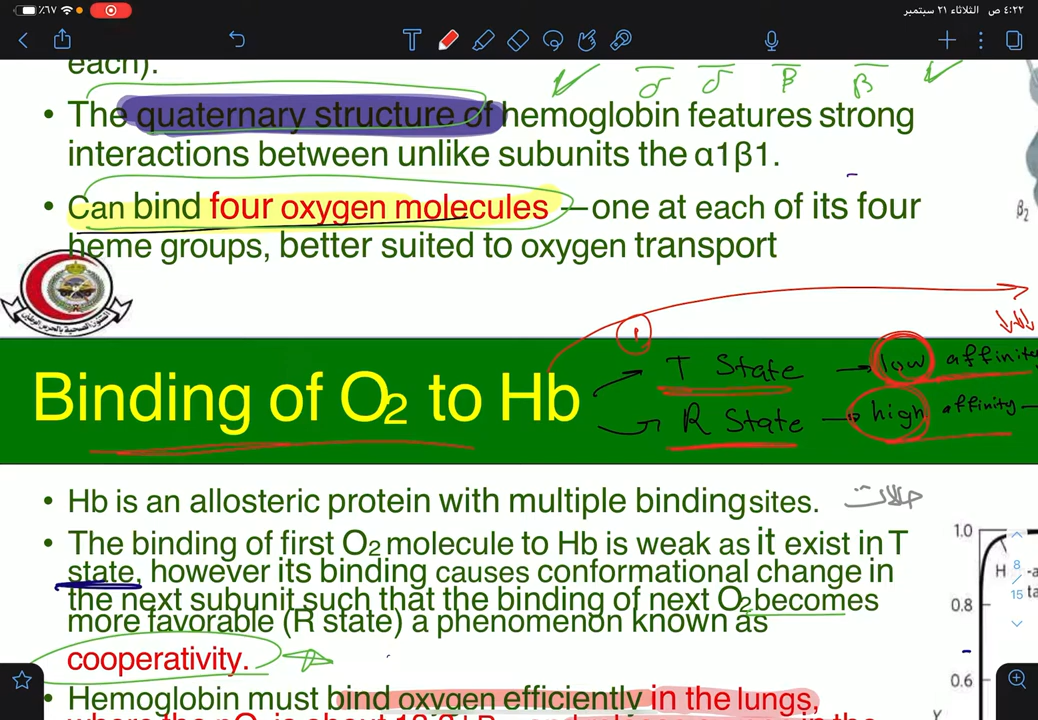 ٤:٢٢ ص الثلاثاء ٢١ سبتمبر
٪٦٧
each).
σ σ β β
• The quaternary structure of hemoglobin features strong
interactions between unlike subunits the α1β1.
• Can bind four oxygen molecules —one at each of its four
heme groups, better suited to oxygen transport
β2
Binding of O2 to Hb
T State → low affinite
R State → high affinity
• Hb is an allosteric protein with multiple binding sites.
حالات
• The binding of first O2 molecule to Hb is weak as it exist in T
state, however its binding causes conformational change in
the next subunit such that the binding of next O2 becomes
more favorable (R state) a phenomenon known as
cooperativity.
• Hemoglobin must bind oxygen efficiently in the lungs,
1.0
0.8
0.6
H
Y
8
/
15